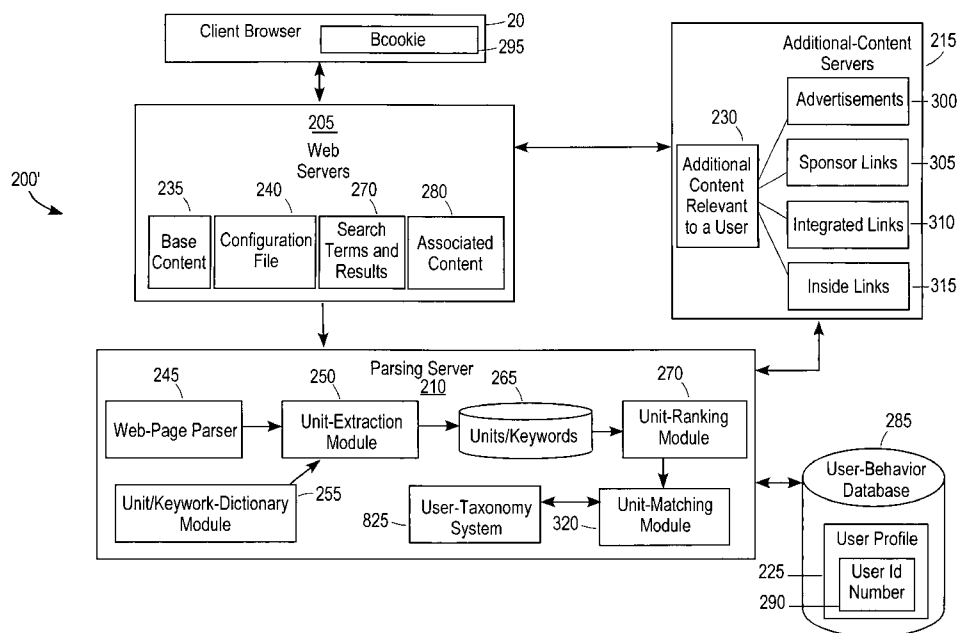 20
Client Browser
Bcookie
295
Additional-Content
Servers
215
205
Web
Servers
230
Advertisements
300
200'
235
240
270
280
Additional
Content
Relevant
to a User
Sponsor Links
305
Base
Content
Configuration
File
Search
Terms and
Results
Associated
Content
Integrated Links
310
Inside Links
315
Parsing Server
210
245
250
265
270
Web-Page Parser
Unit-Extraction
Module
Units/Keywords
Unit-Ranking
Module
285
User-Behavior
Database
Unit/Keywork-Dictionary
Module
255
User-Taxonomy
System
825
Unit-Matching
Module
320
User Profile
225
User Id
Number
290